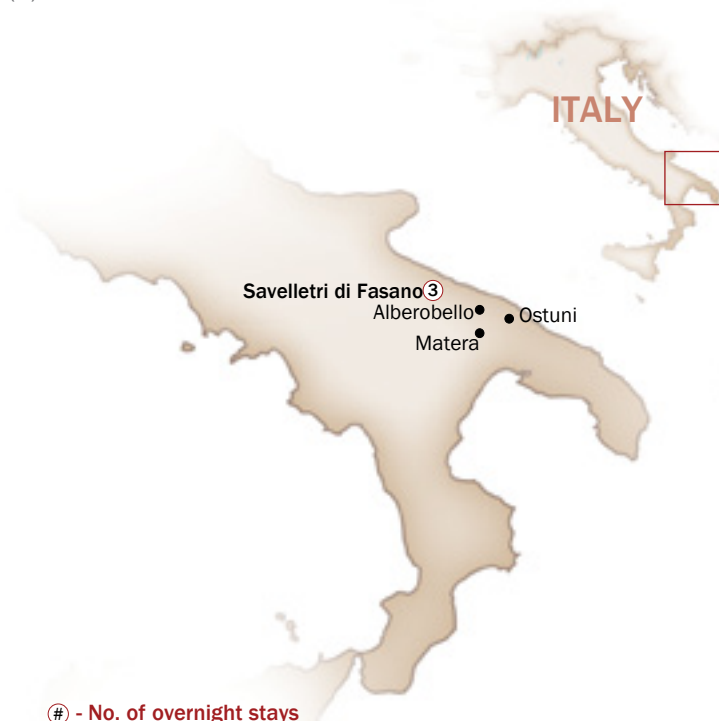 ITALY
Savelletri di Fasano 3
Alberobello
Ostuni
Matera
# - No. of overnight stays